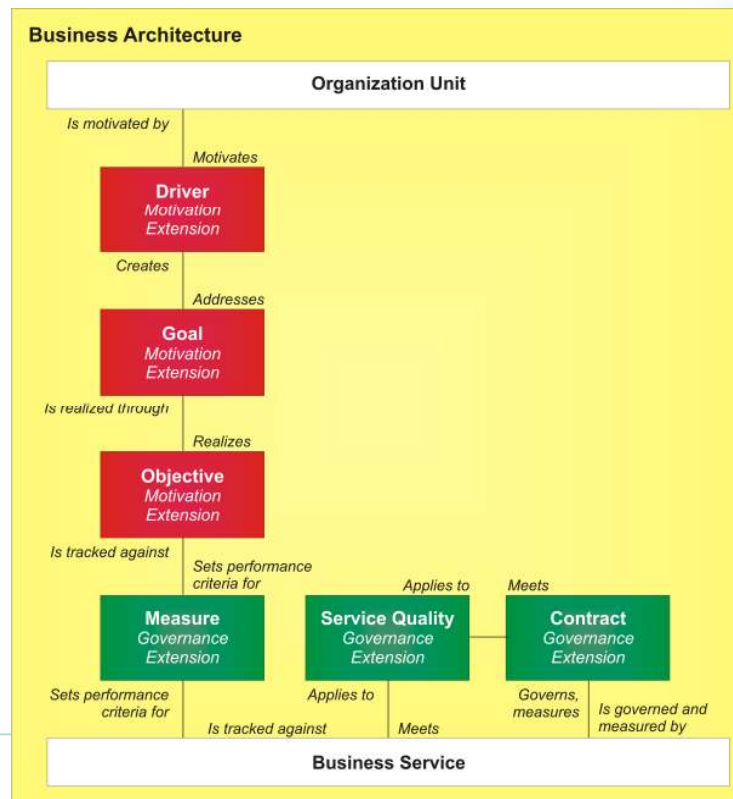 Business Architecture
Organization Unit
Is motivated by
Motivates
Driver
Motivation
Extension
Creates
Addresses
Goal
Motivation
Extension
Is realized through
Realizes
Objective
Motivation
Extension
Is tracked against
Sets performance
criteria for
Applies to
Meets
Measure
Governance
Extension
Service Quality
Governance
Extension
Contract
Governance
Extension
Sets performance
criteria for
Is tracked against
Applies to
Meets
Governs,
measures
Is governed and
measured by
Business Service